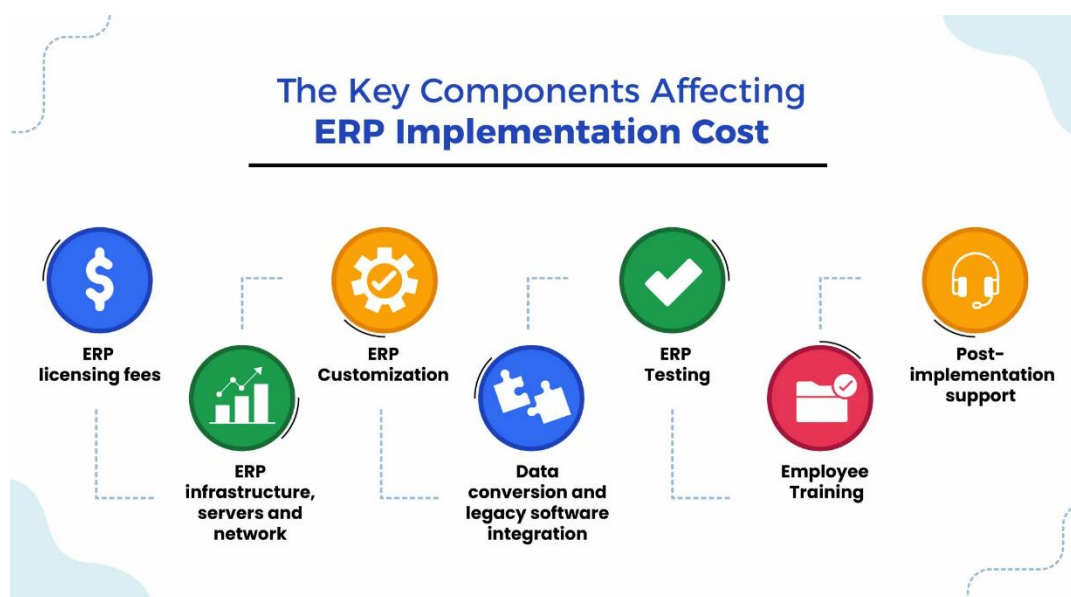 The Key Components Affecting
ERP Implementation Cost
ERP
licensing fees
ERP
infrastructure,
servers and
network
ERP
Customization
Data
conversion and
legacy software
integration
ERP
Testing
Employee
Training
Post-
implementation
support